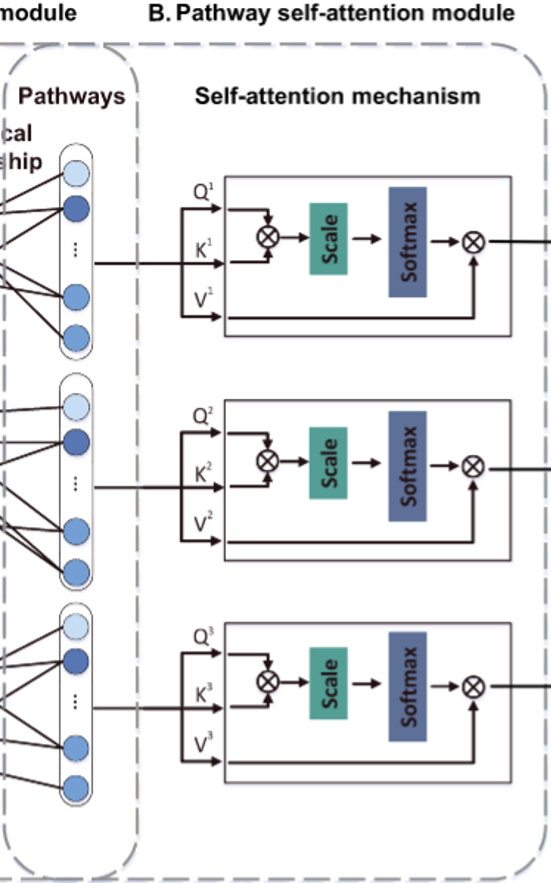 module
B. Pathway self-attention module
Pathways
Self-attention mechanism
cal
ship
...
Q¹
K¹
V¹
Scale
Softmax
...
Q²
K²
V²
Scale
Softmax
...
Q³
K³
V³
Scale
Softmax